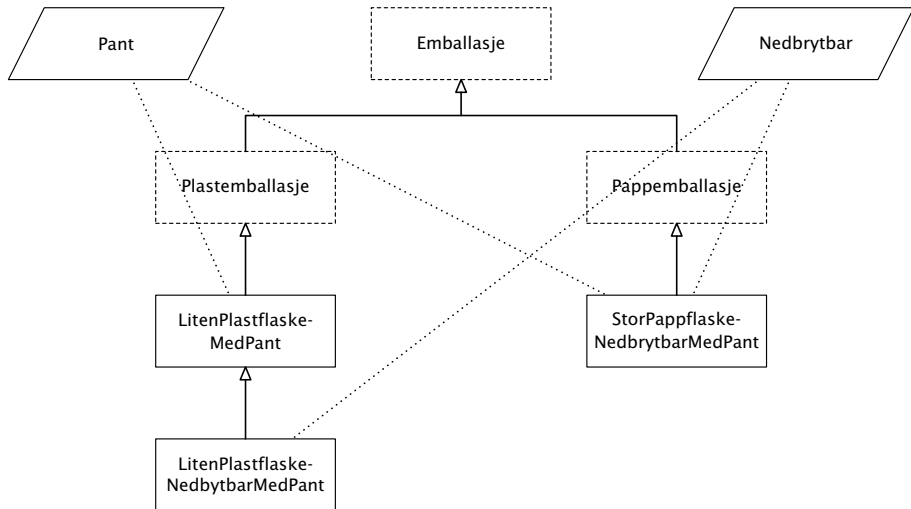 Pant
Emballasje
Nedbrytbar
Plastemballasje
Pappemballasje
LitenPlastflaske-
MedPant
StorPappflaske-
NedbrytbarMedPant
LitenPlastflaske-
NedbytbarMedPant